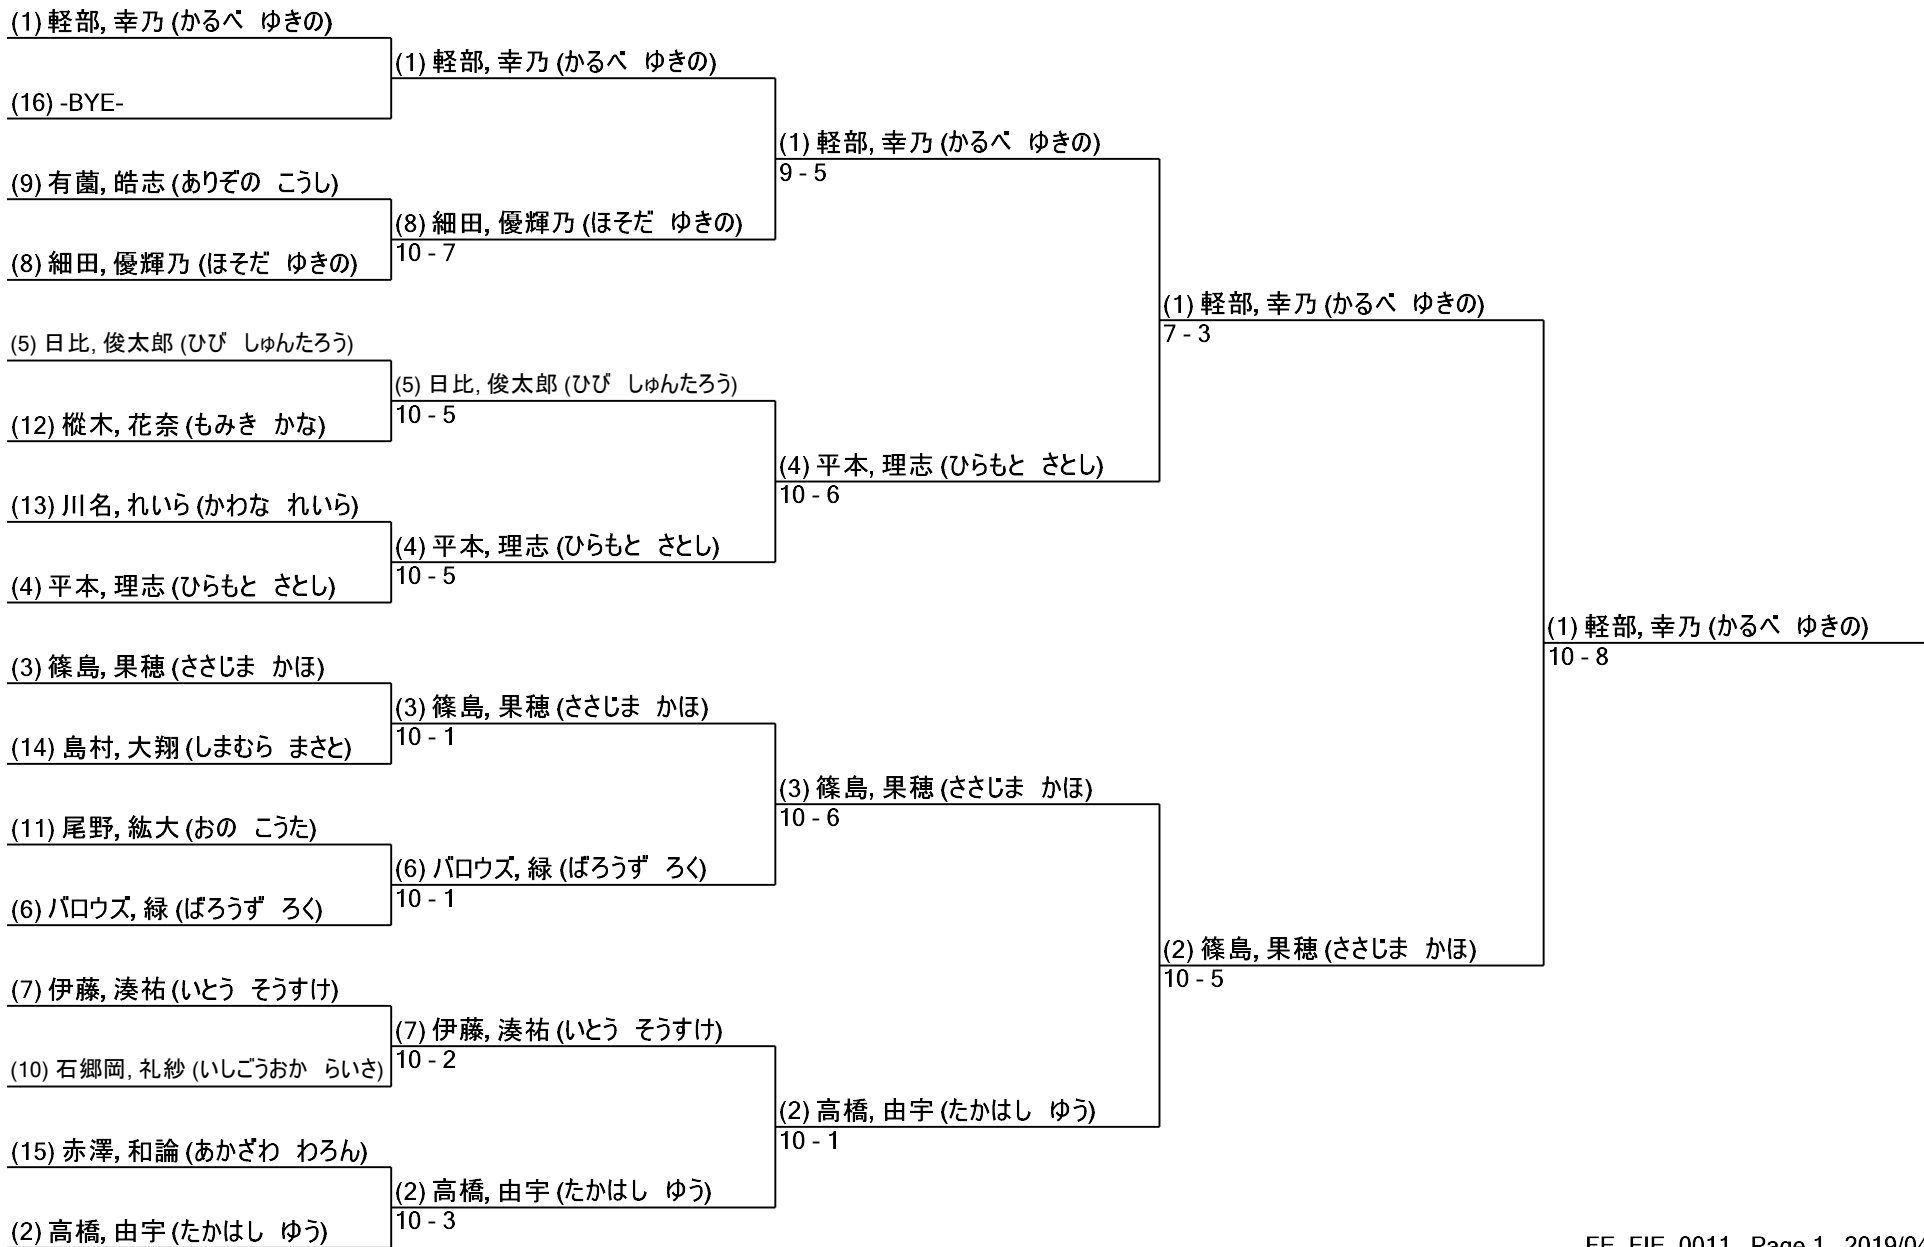 (1) 軽部, 幸乃 (かるべ　ゆきの)
(16) -BYE-
(9) 有薗, 皓志 (ありぞの　こうし)
(8) 細田, 優輝乃 (ほそだ　ゆきの)
(5) 日比, 俊太郎 (ひび　しゅんたろう)
(12) 樅木, 花奈 (もみき　かな)
(13) 川名, れいら (かわな　れいら)
(4) 平本, 理志 (ひらもと　さとし)
(3) 篠島, 果穂 (ささじま　かほ)
(14) 島村, 大翔 (しまむら　まさと)
(11) 尾野, 紘大 (おの　こうた)
(6) バロウズ, 緑 (ばろうず　ろく)
(7) 伊藤, 湊祐 (いとう　そうすけ)
(10) 石郷岡, 礼紗 (いしごうおか　らいさ)
(15) 赤澤, 和論 (あかざわ　わろん)
(2) 高橋, 由宇 (たかはし　ゆう)
(1) 軽部, 幸乃 (かるべ　ゆきの)
(8) 細田, 優輝乃 (ほそだ　ゆきの)
10 - 7
(5) 日比, 俊太郎 (ひび　しゅんたろう)
10 - 5
(4) 平本, 理志 (ひらもと　さとし)
10 - 5
(3) 篠島, 果穂 (ささじま　かほ)
10 - 1
(6) バロウズ, 緑 (ばろうず　ろく)
10 - 1
(7) 伊藤, 湊祐 (いとう　そうすけ)
10 - 2
(2) 高橋, 由宇 (たかはし　ゆう)
10 - 3
(1) 軽部, 幸乃 (かるべ　ゆきの)
9 - 5
(4) 平本, 理志 (ひらもと　さとし)
10 - 6
(3) 篠島, 果穂 (ささじま　かほ)
10 - 6
(2) 高橋, 由宇 (たかはし　ゆう)
10 - 1
(1) 軽部, 幸乃 (かるべ　ゆきの)
7 - 3
(2) 篠島, 果穂 (ささじま　かほ)
10 - 5
(1) 軽部, 幸乃 (かるべ　ゆきの)
10 - 8
Page 1